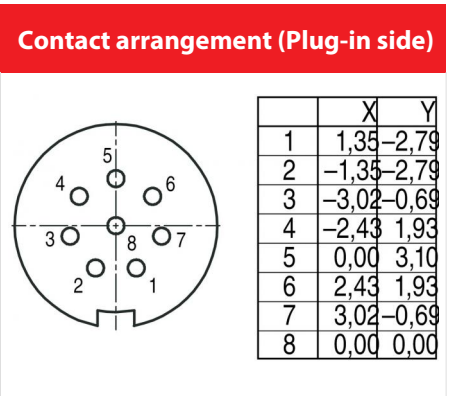 Contact arrangement (Plug-in side)
5
4 6
3 8 7
2 1
X Y
1 1,35 –2,79
2 –1,35 –2,79
3 –3,02 –0,69
4 –2,43 1,93
5 0,00 3,10
6 2,43 1,93
7 3,02 –0,69
8 0,00 0,00